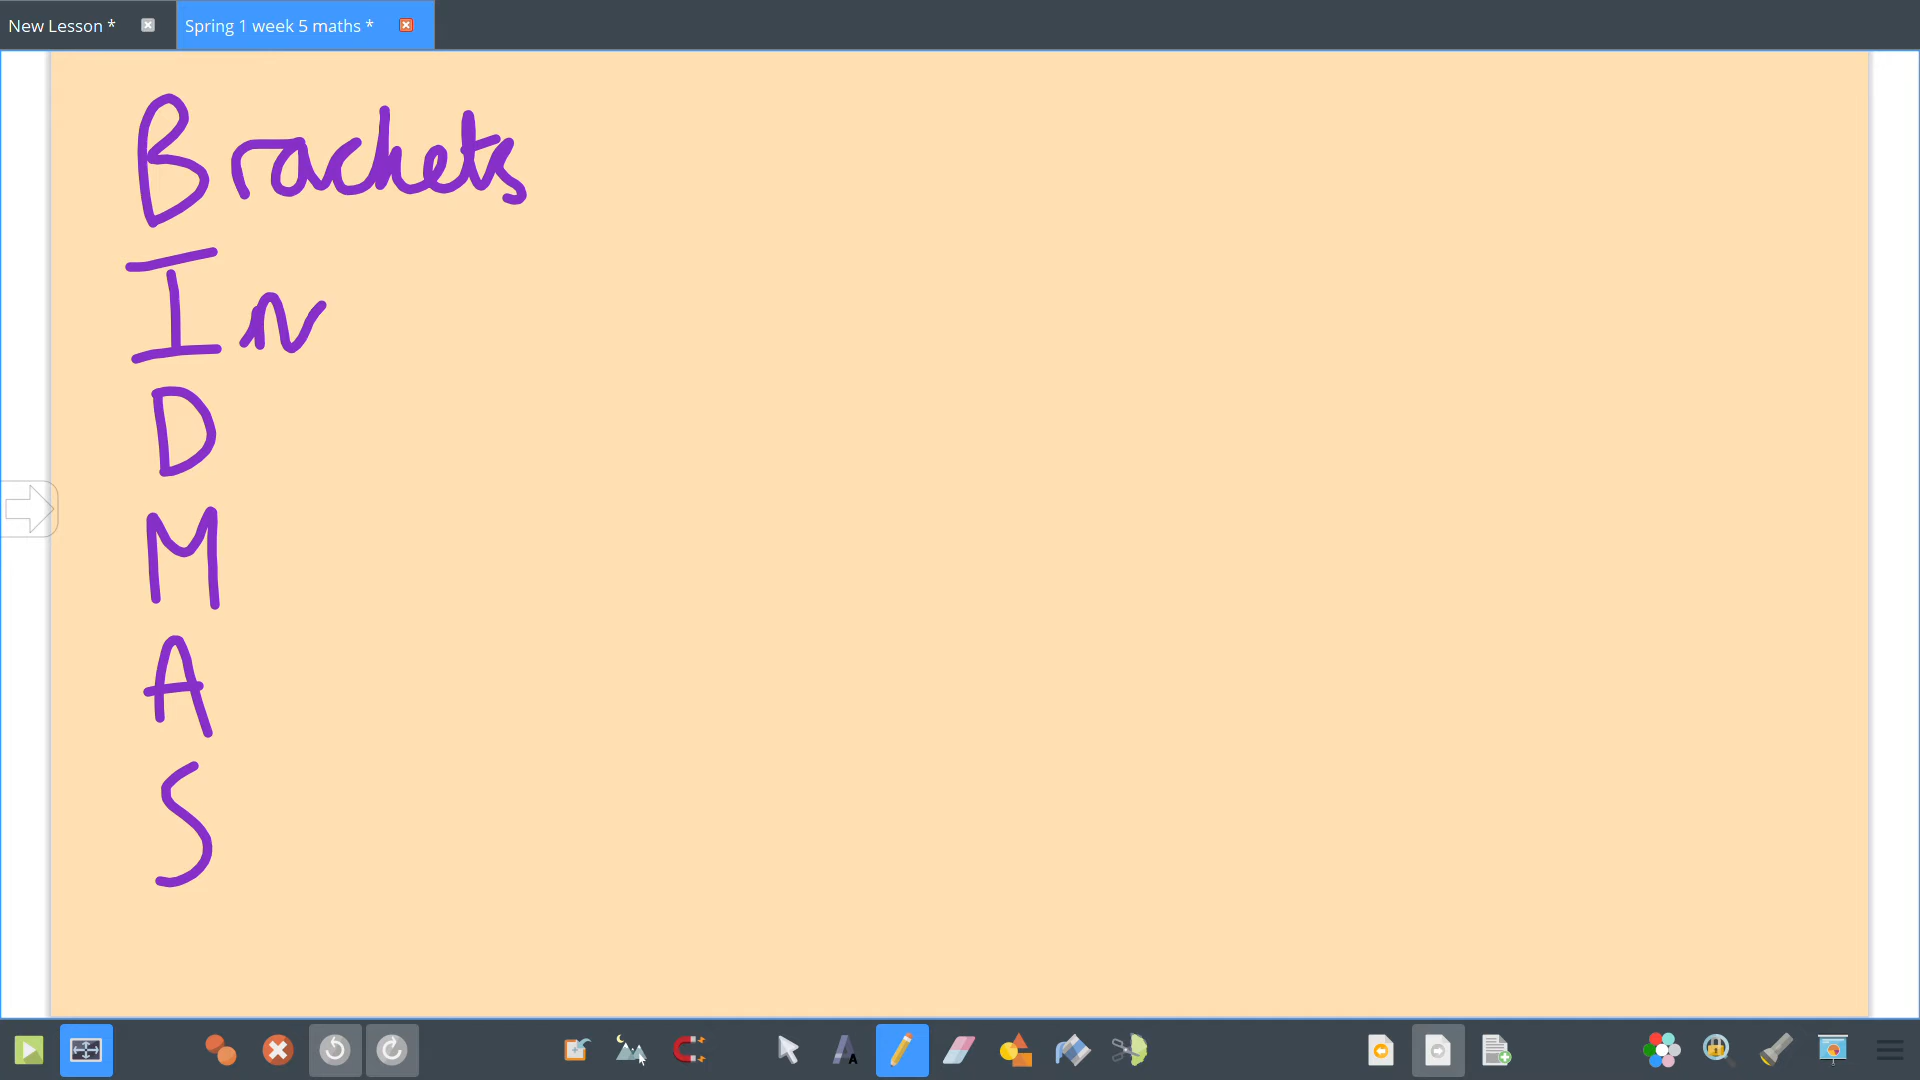 New Lesson *
Spring 1 week 5 maths *
Brackets
In
D
M
A
S